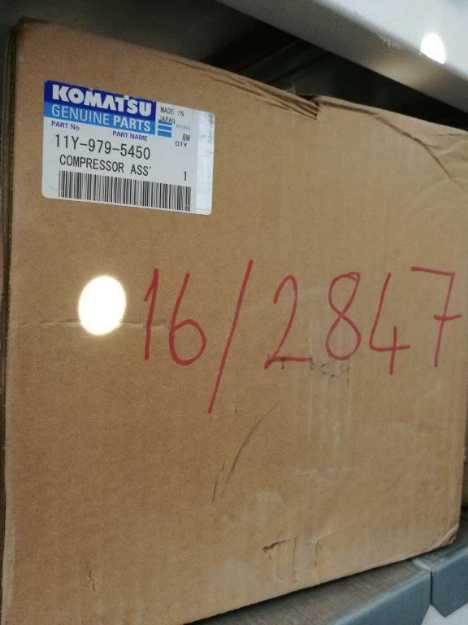 KOMATSU
MADE IN
JAPAN
GENUINE PARTS
PART No
PART NAME
QTY
11Y-979-5450
COMPRESSOR ASS'
1
16/2847